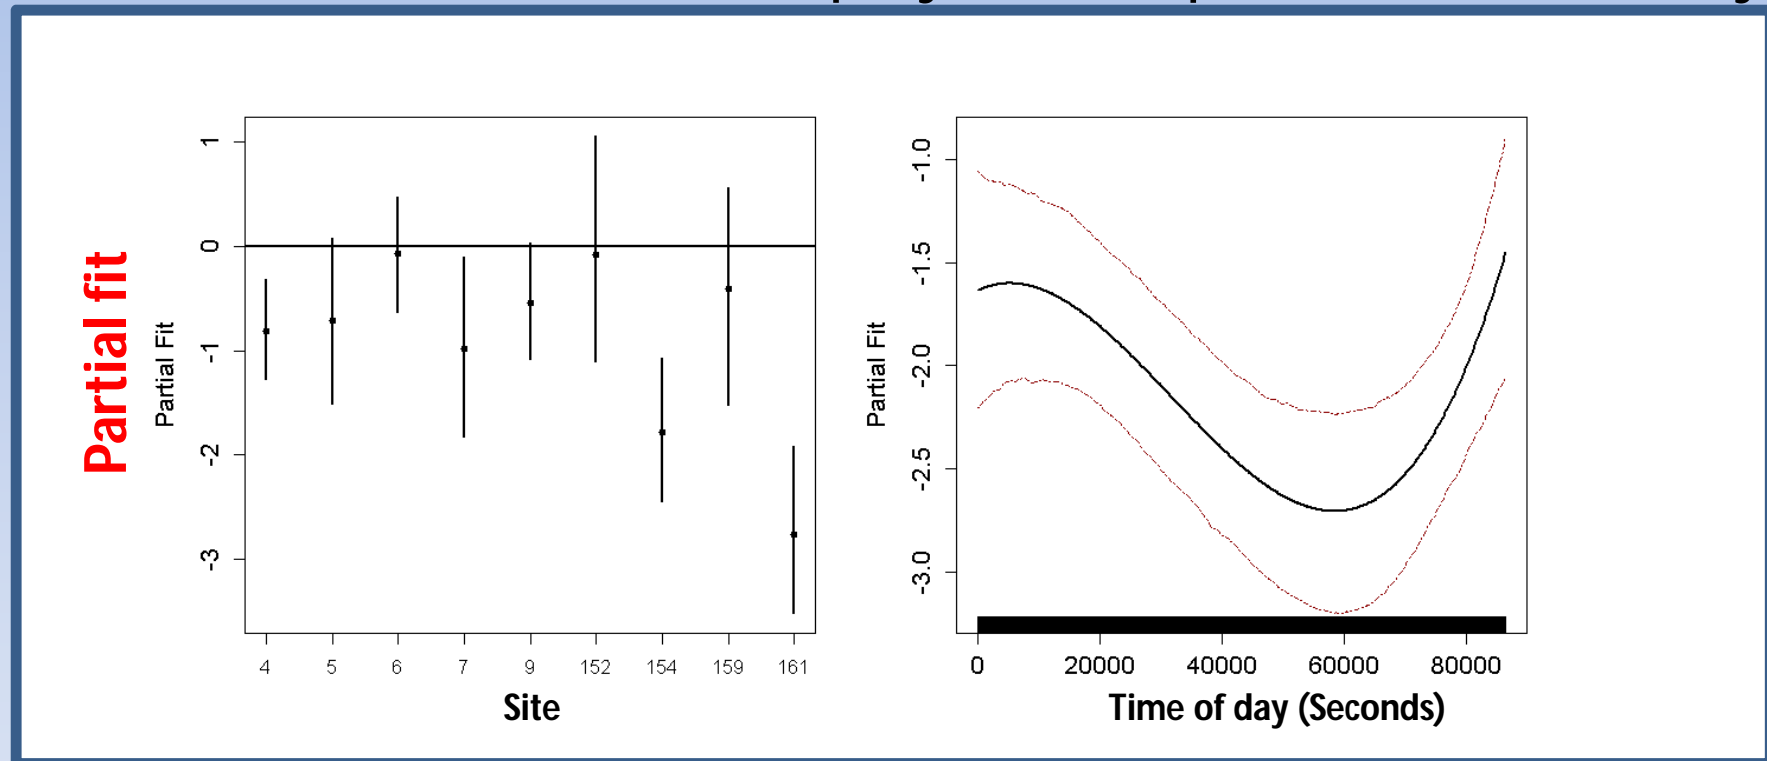 Partial fit
Partial Fit
1
0
-1
-2
-3
4 5 6 7 9 152 154 159 161
Site
Partial Fit
-1.0
-1.5
-2.0
-2.5
-3.0
0 20000 40000 60000 80000
Time of day (Seconds)